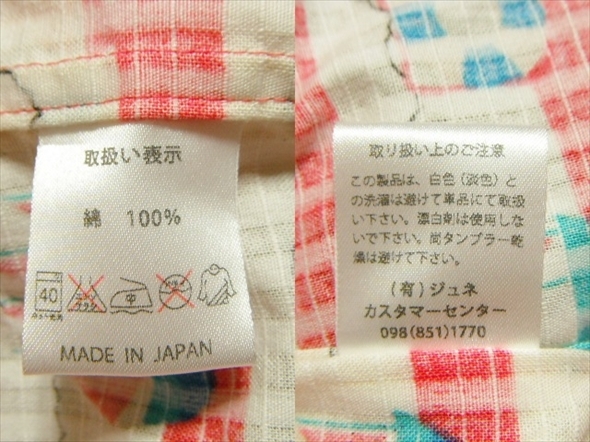 取扱い表示
綿 100%
40
中
MADE IN JAPAN
取り扱い上のご注意
この製品は、白色(淡色)と
の洗濯は避けて単品にて取扱
い下さい。漂白剤は使用しな
いで下さい。尚タンブラー乾
燥は避けて下さい。
(有)ジュネ
カスタマーセンター
098(851)1770